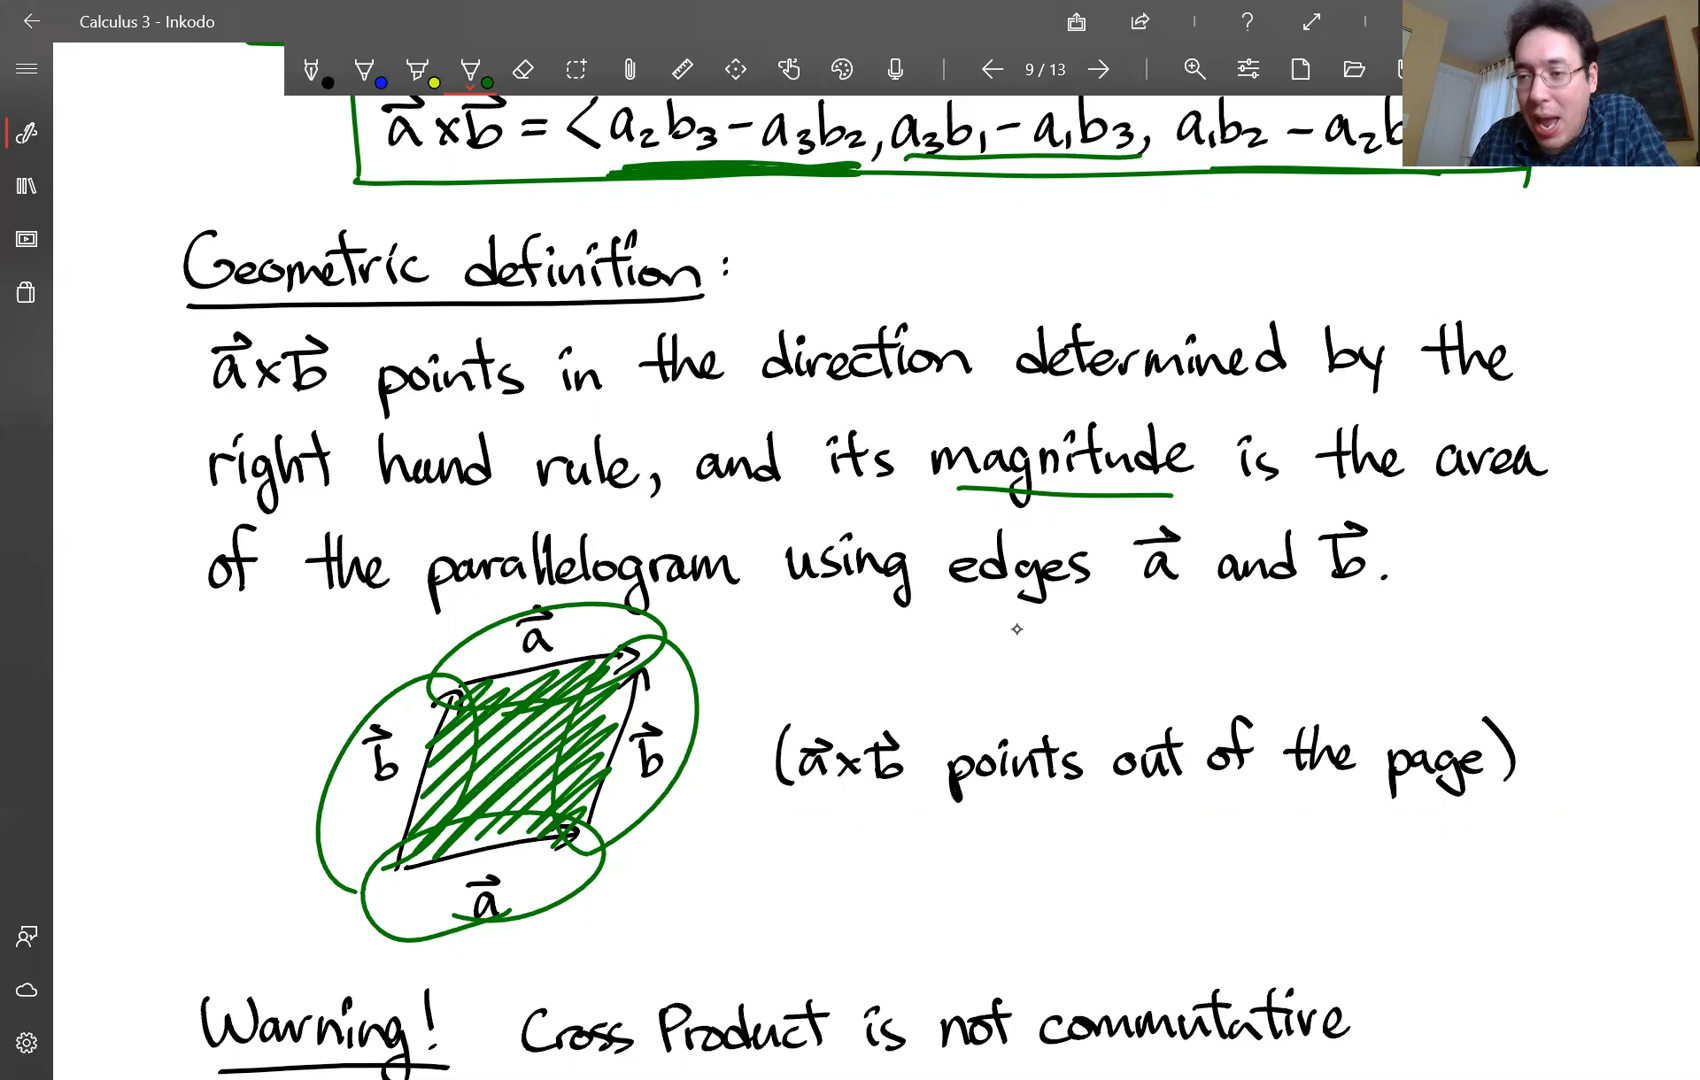 Calculus 3 - Inkodo
9 / 13
a⃗ x b⃗ = <a₂b₃ - a₃b₂, a₃b₁ - a₁b₃, a₁b₂ - a₂b
Geometric definition:
a⃗xb⃗ points in the direction determined by the
right hand rule, and its magnitude is the area
of the parallelogram using edges a⃗ and b⃗.
a⃗
b⃗
b⃗
(a⃗xb⃗ points out of the page)
a⃗
Warning! Cross Product is not commutative